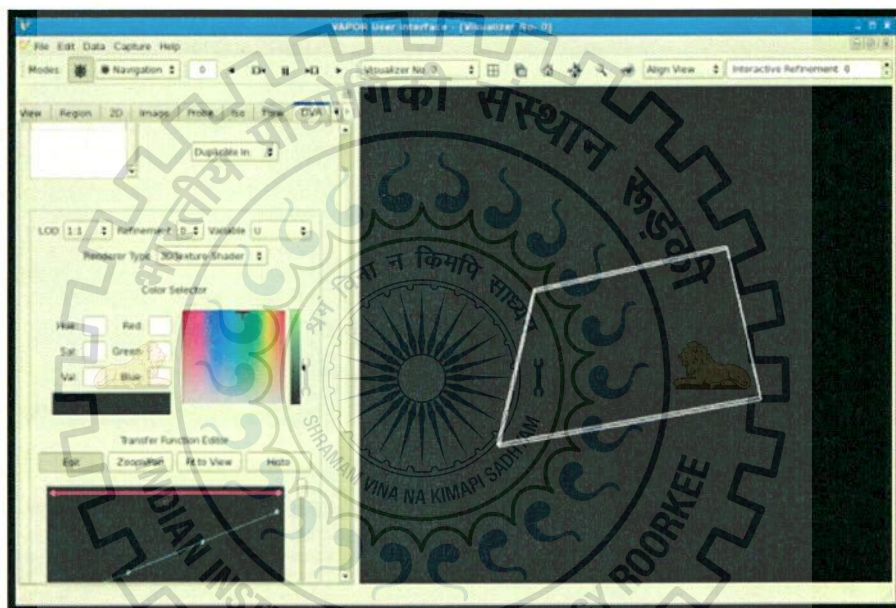 VAPOR User Interface - [Visualizer No. 0]
File Edit Data Capture Help
Modes Navigation 0 Visualizer No. 0 Align View Interactive Refinement 0
View Region 2D Image Probe Iso Flow DVR
Duplicate In:
LOD 1:1 Refinement 0 Variable U
Renderer Type 3DTexture-Shader
Color Selector
Hue Red
Sat Green
Val Blue
Transfer Function Editor
Edit Zoom/Pan Fit to View Histo
भारतीय प्रौद्योगिकी संस्थान रूड़की
श्रमं विना न किमपि साध्यम्
SHRAMAM VINA NA KIMAPI SADHYAM
ROORKEE